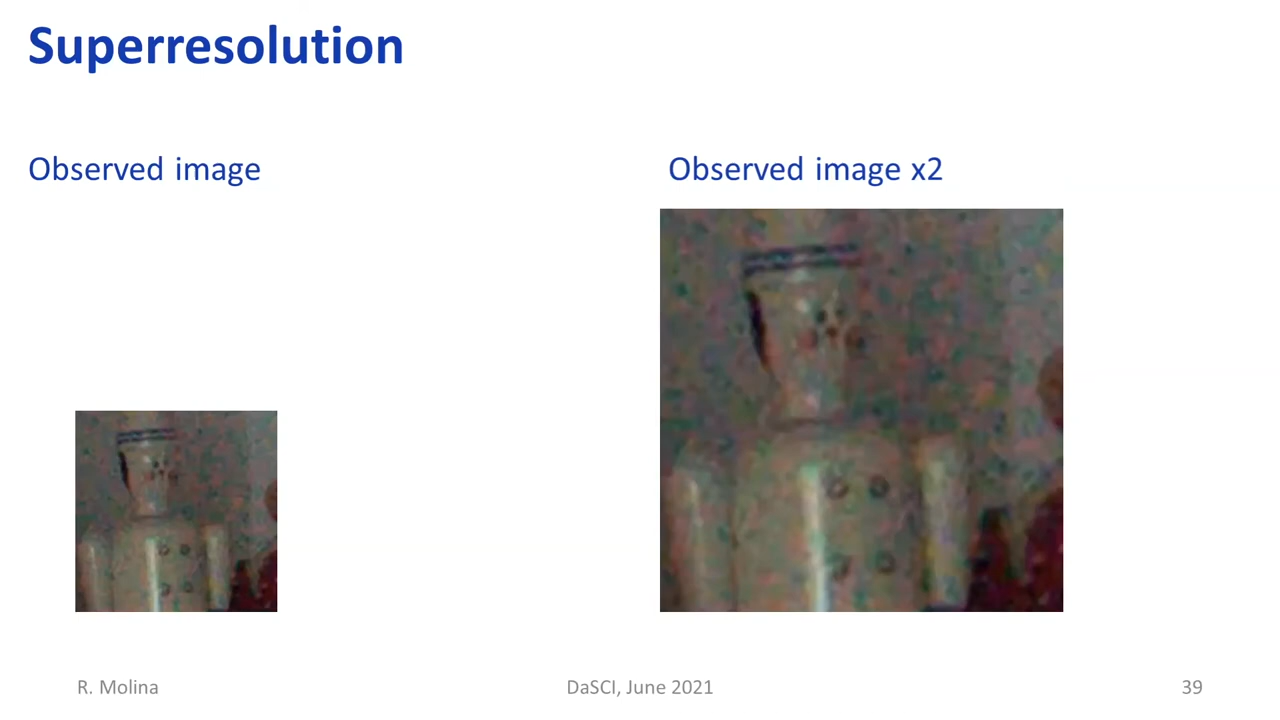 Superresolution
Observed image
Observed image x2
R. Molina
DaSCI, June 2021
39